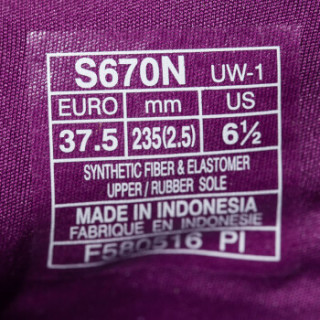 S670N UW-1
EURO mm US
37.5 235(2.5) 6½
SYNTHETIC FIBER & ELASTOMER
UPPER / RUBBER SOLE
MADE IN INDONESIA
FABRIQUE EN INDONESIE
F580516 PI